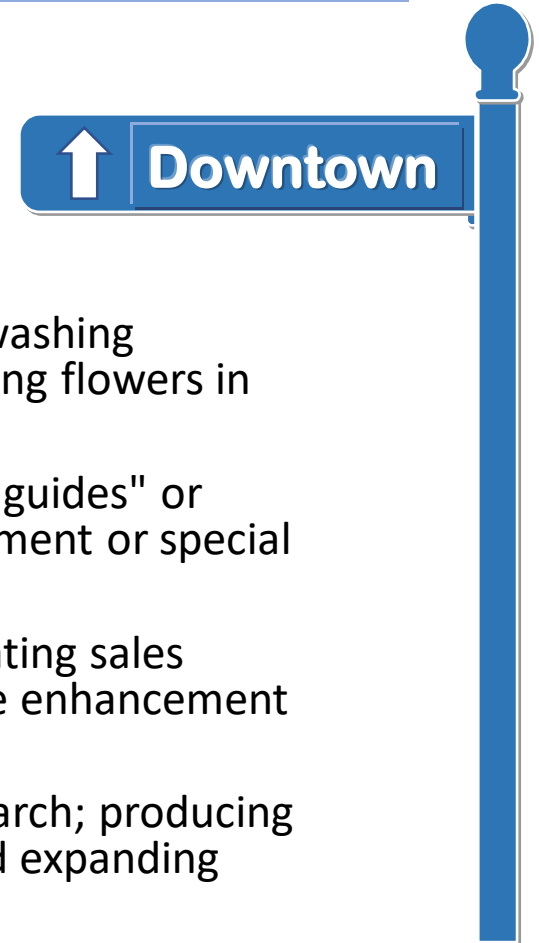 Downtown
washing
ng flowers in
guides" or
ment or special
ting sales
e enhancement
arch; producing
d expanding